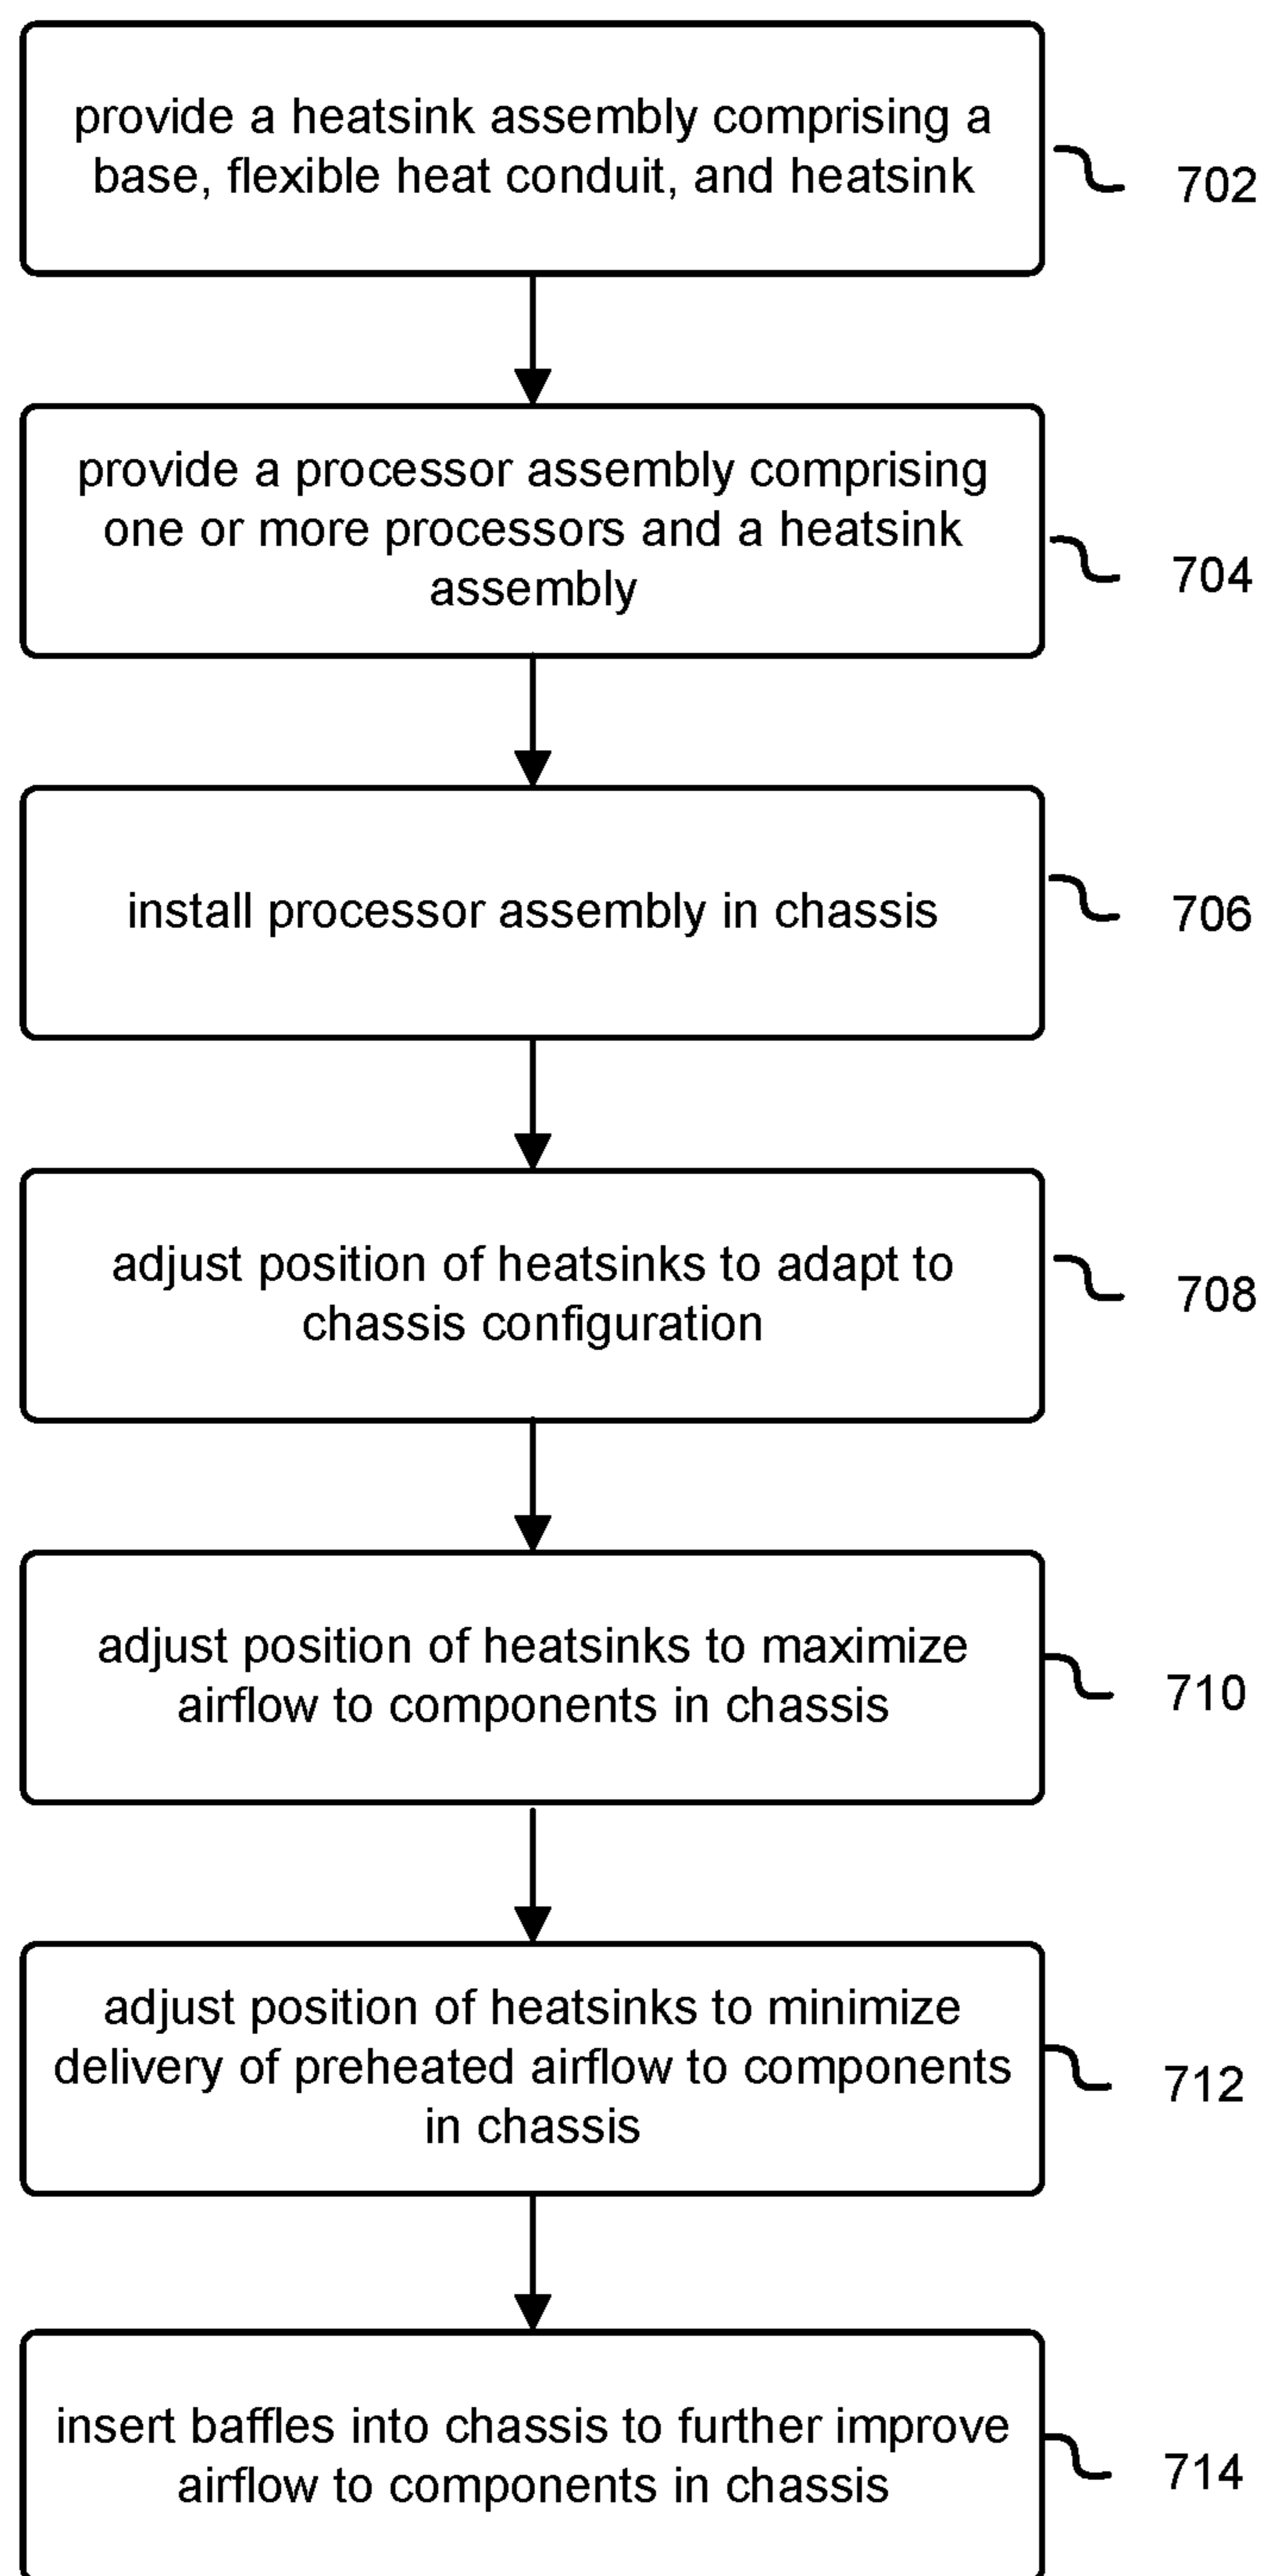 provide a heatsink assembly comprising a
base, flexible heat conduit, and heatsink
702
provide a processor assembly comprising
one or more processors and a heatsink
assembly
704
install processor assembly in chassis
706
adjust position of heatsinks to adapt to
chassis configuration
708
adjust position of heatsinks to maximize
airflow to components in chassis
710
adjust position of heatsinks to minimize
delivery of preheated airflow to components
in chassis
712
insert baffles into chassis to further improve
airflow to components in chassis
714